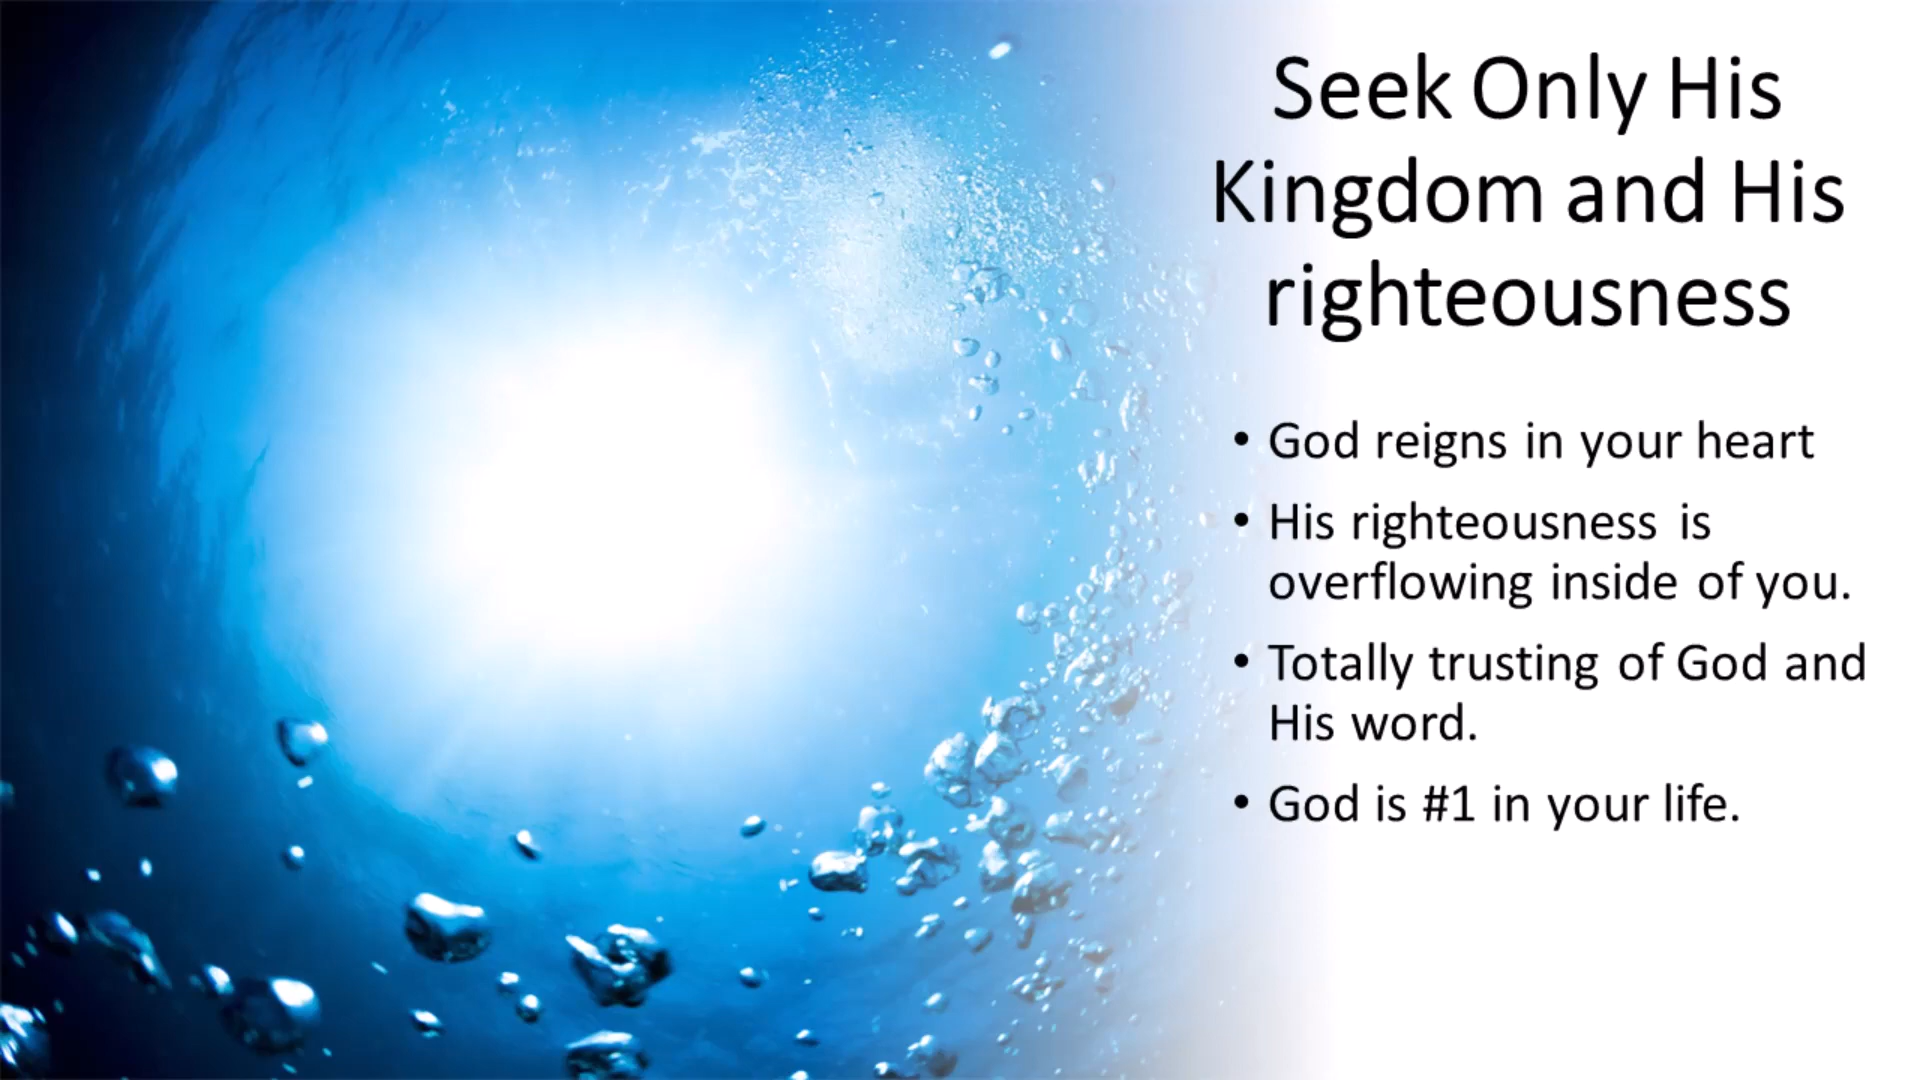 Seek Only His
Kingdom and His
righteousness
• God reigns in your heart
• His righteousness is
overflowing inside of you.
• Totally trusting of God and
His word.
• God is #1 in your life.